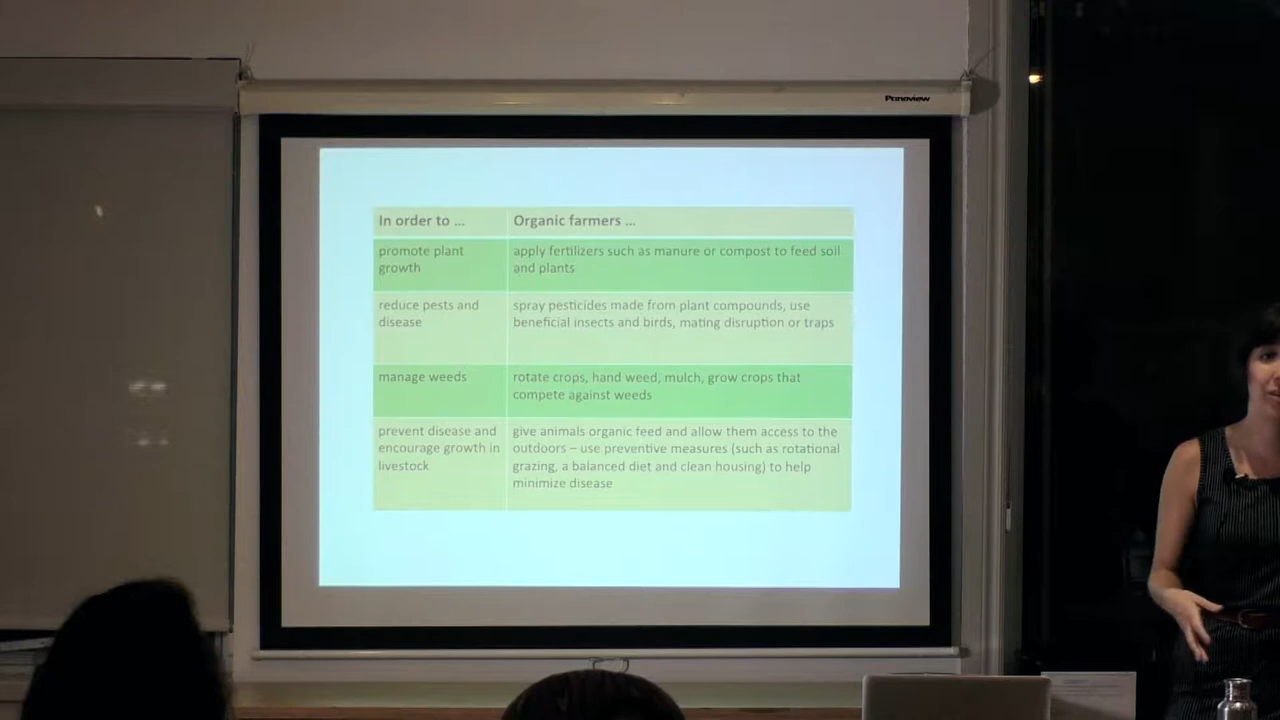 Proneview
In order to ...
Organic farmers ...
promote plant
growth
apply fertilizers such as manure or compost to feed soil
and plants
reduce pests and
disease
spray pesticides made from plant compounds, use
beneficial insects and birds, mating disruption or traps
manage weeds
rotate crops, hand weed, mulch, grow crops that
compete against weeds
prevent disease and
encourage growth in
livestock
give animals organic feed and allow them access to the
outdoors – use preventive measures (such as rotational
grazing, a balanced diet and clean housing) to help
minimize disease